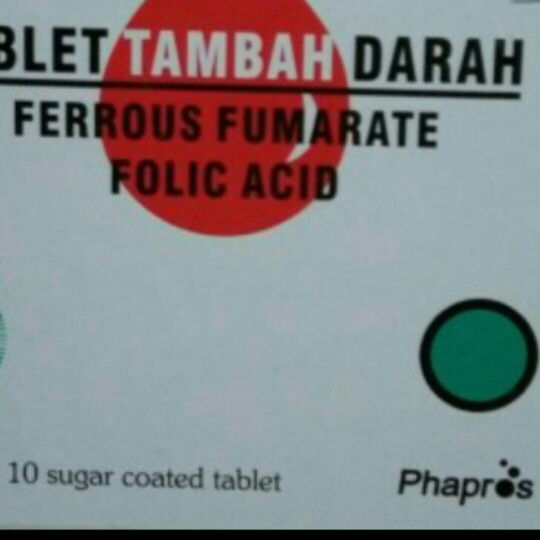 BLET TAMBAH DARAH
FERROUS FUMARATE
FOLIC ACID
10 sugar coated tablet
Phapros